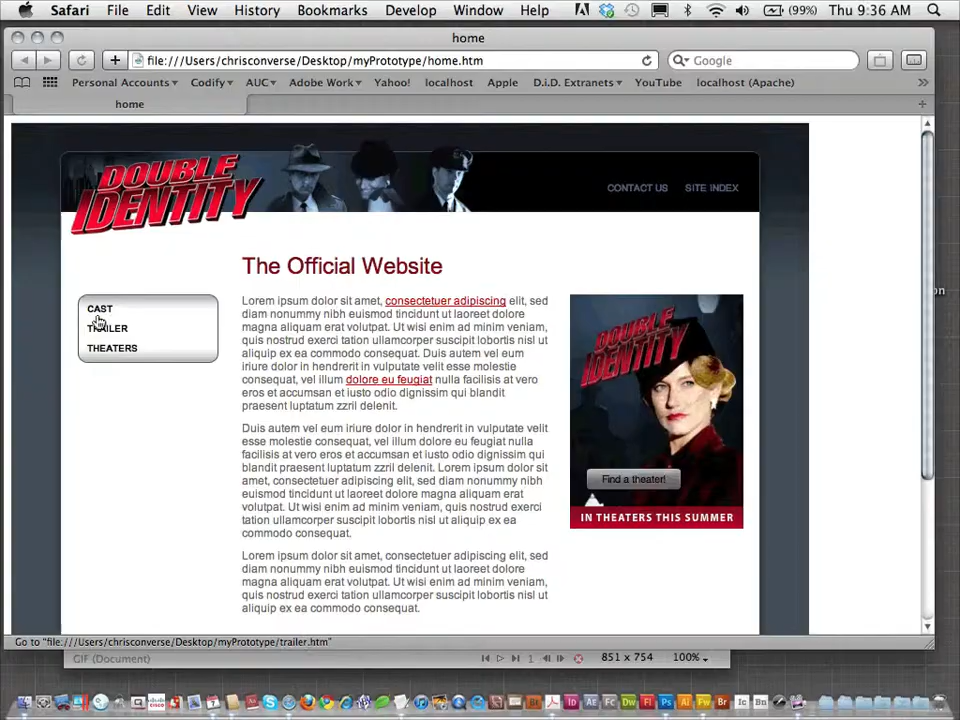 Safari File Edit View History Bookmarks Develop Window Help (99%) Thu 9:36 AM
home
file:///Users/chrisconverse/Desktop/myPrototype/home.htm Google
Personal Accounts Codify AUC Adobe Work Yahoo! localhost Apple D.i.D. Extranets YouTube localhost (Apache)
home
DOUBLE
IDENTITY
CONTACT US SITE INDEX
The Official Website
CAST
THEATERS
Lorem ipsum dolor sit amet, consectetuer adipiscing elit, sed
diam nonummy nibh euismod tincidunt ut laoreet dolore
magna aliquam erat volutpat. Ut wisi enim ad minim veniam,
quis nostrud exerci tation ullamcorper suscipit lobortis nisl
aliquip ex ea commodo consequat. Duis autem vel eum
iriure dolor in hendrerit in vulputate velit esse molestie
consequat, vel illum dolore eu feugiat nulla facilisis at vero
eros et accumsan et iusto odio dignissim qui blandit
praesent luptatum zzril delenit.
Duis autem vel eum iriure dolor in hendrerit in vulputate velit
esse molestie consequat, vel illum dolore eu feugiat nulla
facilisis at vero eros et accumsan et iusto odio dignissim qui
blandit praesent luptatum zzril delenit. Lorem ipsum dolor
sit amet, consectetuer adipiscing elit, sed diam nonummy
nibh euismod tincidunt ut laoreet dolore magna aliquam erat
volutpat. Ut wisi enim ad minim veniam, quis nostrud exerci
tation ullamcorper suscipit lobortis nisl aliquip ex ea
commodo consequat.
Lorem ipsum dolor sit amet, consectetuer adipiscing elit, sed
diam nonummy nibh euismod tincidunt ut laoreet dolore
magna aliquam erat volutpat. Ut wisi enim ad minim veniam,
quis nostrud exerci tation ullamcorper suscipit lobortis nisl
aliquip ex ea commodo consequat.
DOUBLE
IDENTITY
Find a theater!
IN THEATERS THIS SUMMER
on
Go to "file:///Users/chrisconverse/Desktop/myPrototype/trailer.htm"
GIF (Document) 1 851 x 754 100%